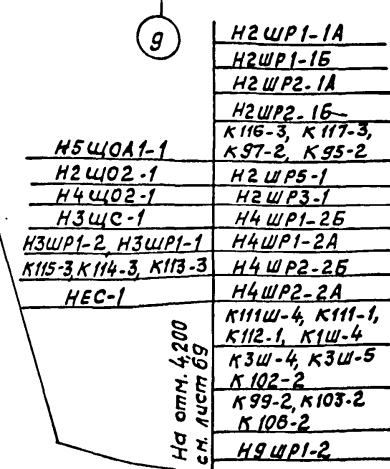 9
Н2ШР1-1А
Н2ШР1-1Б
Н2ШР2-1А
Н2ШР2-1Б
К116-3, К117-3,
К97-2, К95-2
Н5ЩОА1-1
Н2ШР5-1
Н2ЩО2-1
Н2ШР3-1
Н4ЩО2-1
Н4ШР1-2Б
Н3ЩС-1
Н4ШР1-2А
Н3ШР1-2, Н3ШР1-1
Н4ШР2-2Б
К115-3, К114-3, К113-3
Н4ШР2-2А
НЕС-1
К111Ш-4, К111-1,
К112-1, К1Ш-4
К3Ш-4, К3Ш-5
К102-2
К99-2, К103-2
К106-2
Н9ШР1-2
На отм. 4,200
см. лист 69